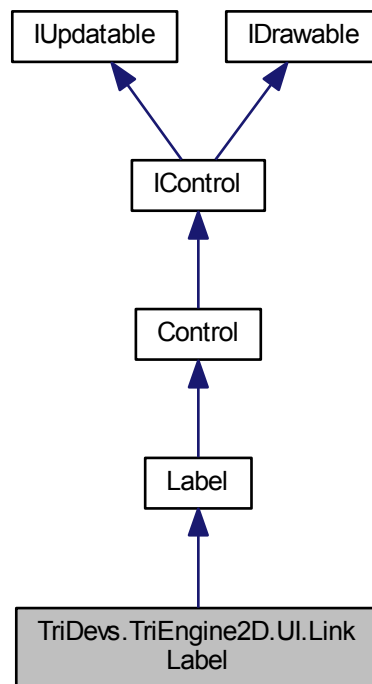 IUpdatable
IDrawable
IControl
Control
Label
TriDevs.TriEngine2D.UI.Link
Label